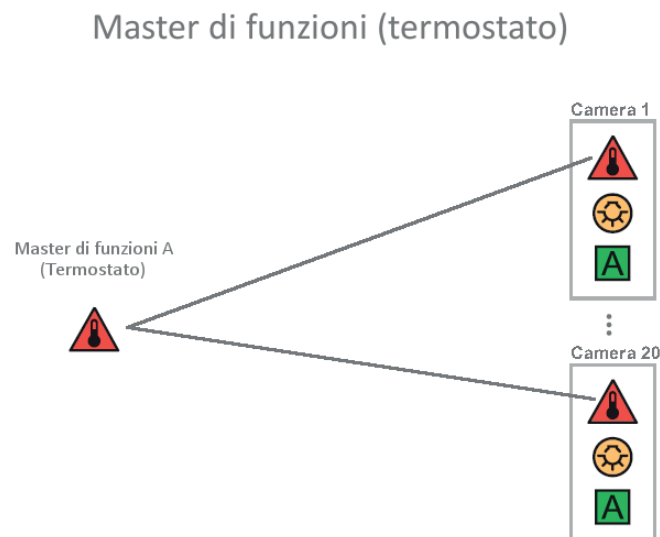 Master di funzioni (termostato)
Camera 1
A
Master di funzioni A
(Termostato)
Camera 20
A